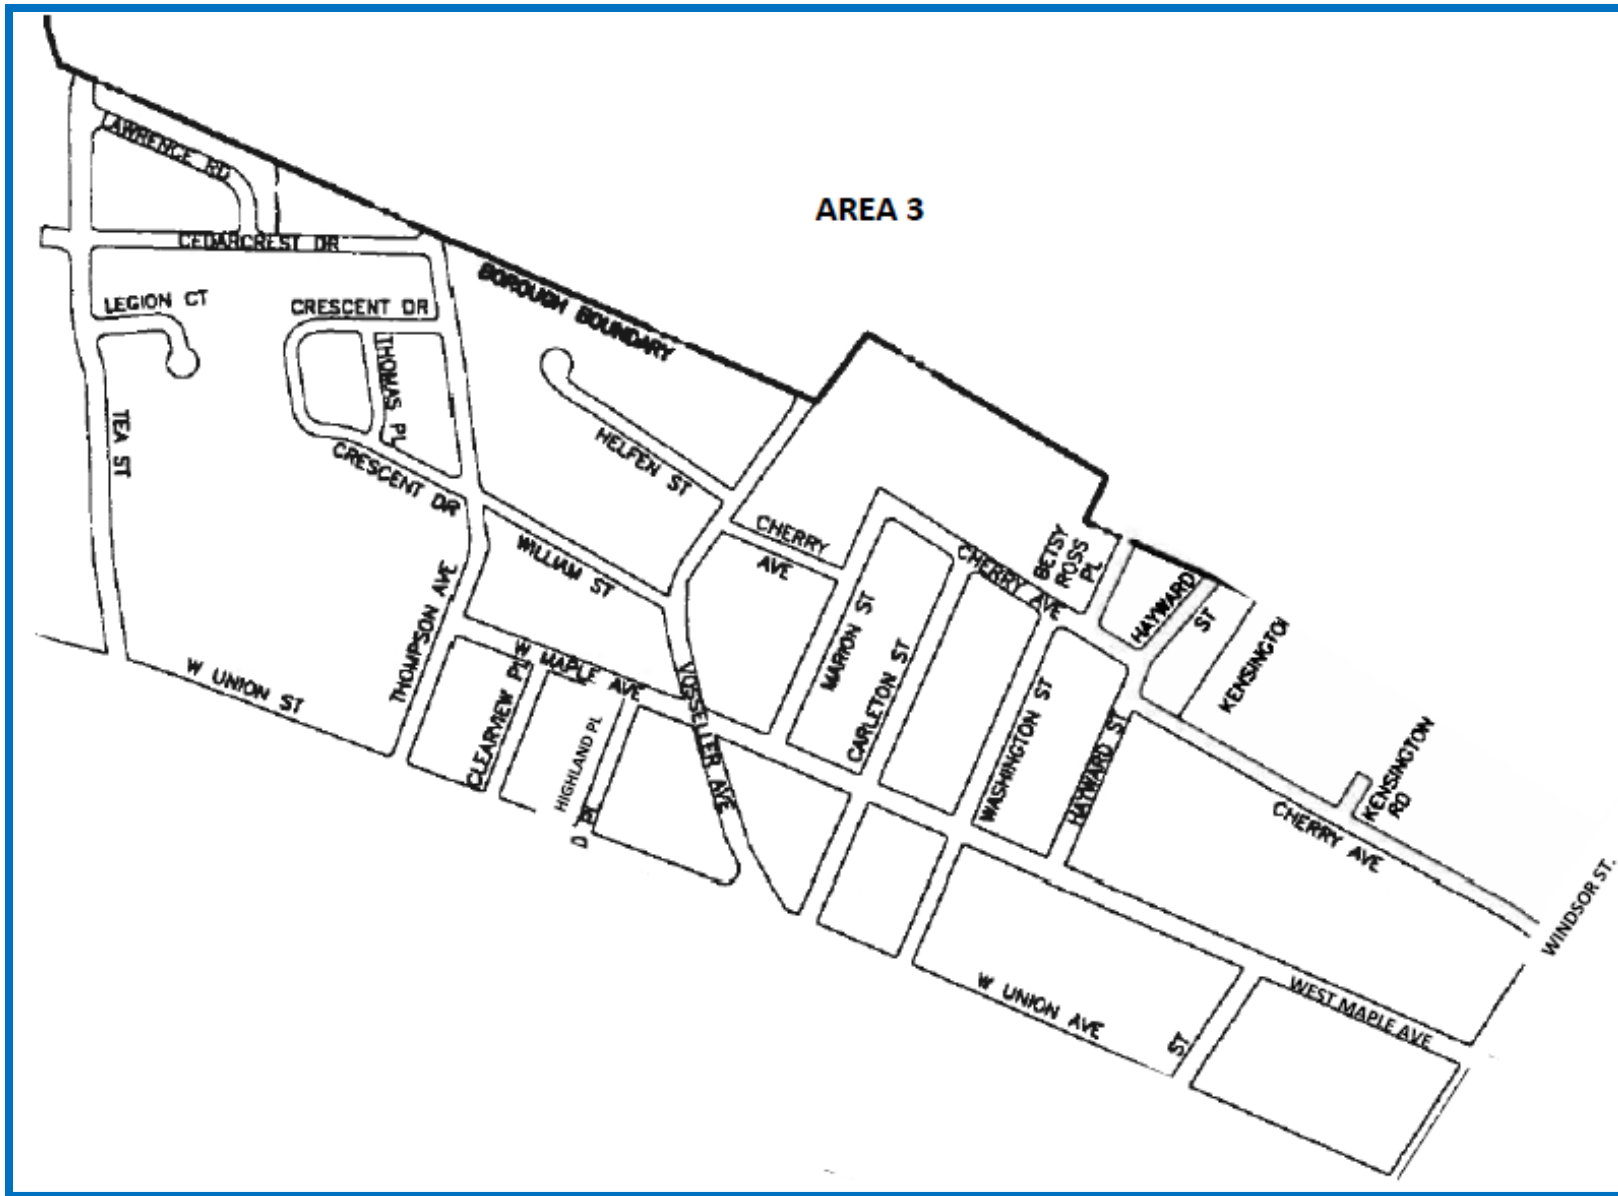 AREA 3
LAWRENCE RD
CEDARCREST DR
LEGION CT
CRESCENT DR
THOMAS PL
TEA ST
CRESCENT DR
BOROUGH BOUNDARY
HELFEN ST
WILLIAM ST
CHERRY
AVE
CHERRY AVE
BETSY
ROSS
PL
HAYWARD
ST
KENSINGTO
KENSINGTON
RD
THOMPSON AVE
W UNION ST
W MAPLE AVE
CLEARVIEW PL
HIGHLAND PL
D PL
VOSSELLER AVE
MARION ST
CARLETON ST
WASHINGTON ST
HAYWARD ST
CHERRY AVE
WINDSOR ST.
W UNION AVE
ST
WEST MAPLE AVE